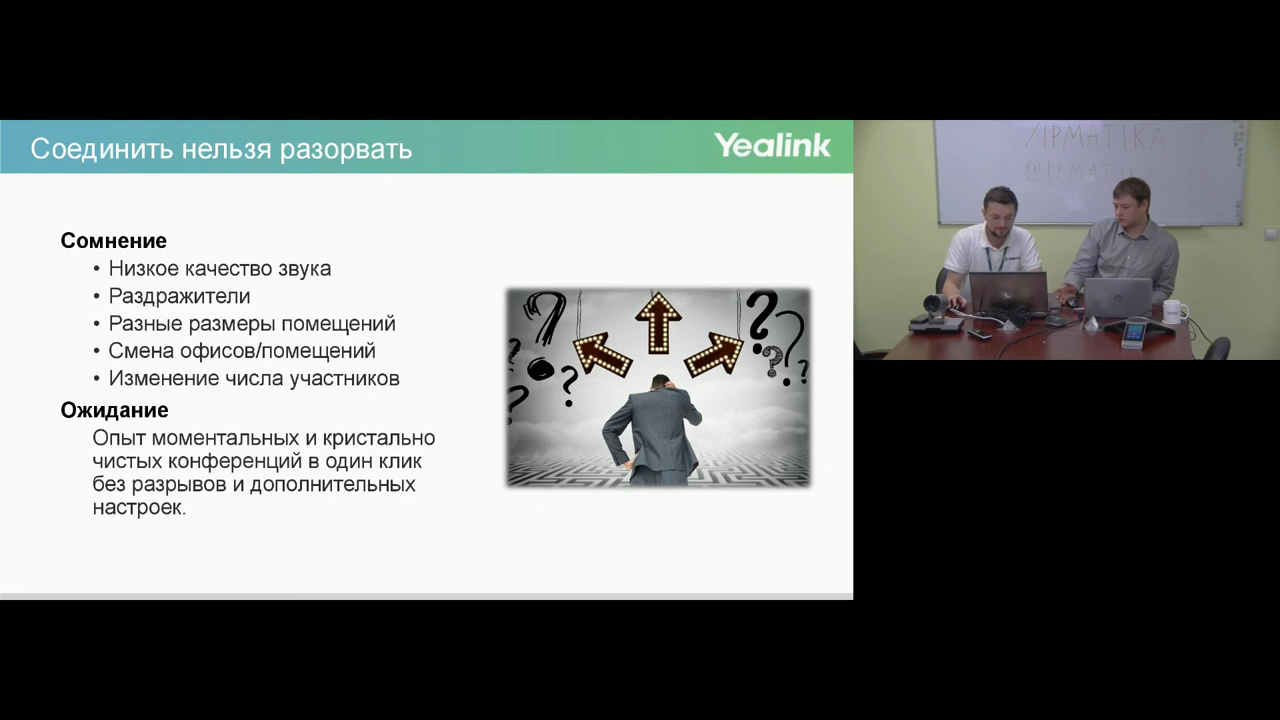 Соединить нельзя разорвать
Yealink
Сомнение
• Низкое качество звука
• Раздражители
• Разные размеры помещений
• Смена офисов/помещений
• Изменение числа участников
Ожидание
Опыт моментальных и кристально
чистых конференций в один клик
без разрывов и дополнительных
настроек.
/IPMATIKA